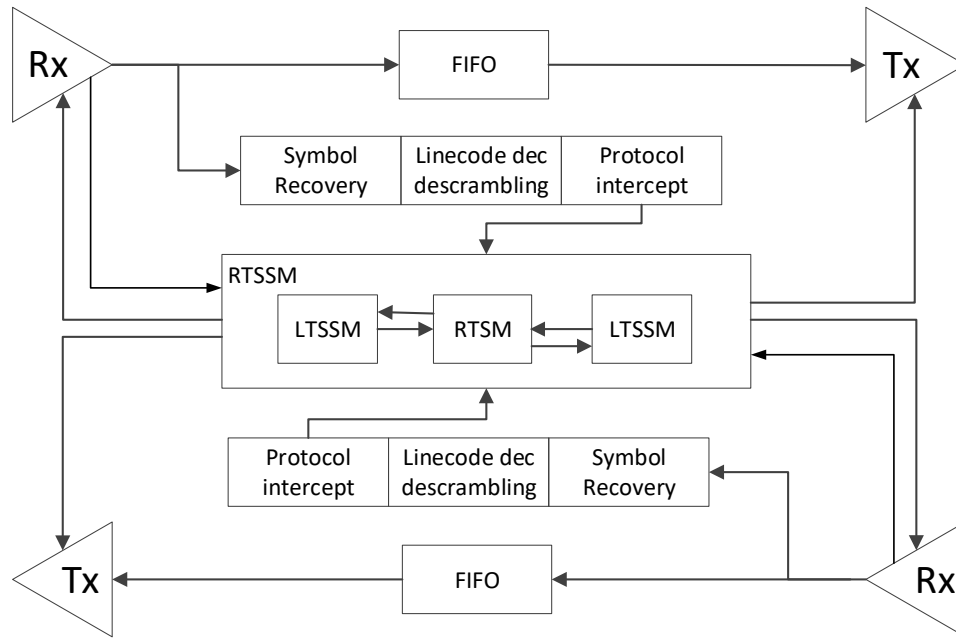 Rx
FIFO
Tx
Symbol
Recovery
Linecode dec
descrambling
Protocol
intercept
RTSSM
LTSSM
RTSM
LTSSM
Protocol
intercept
Linecode dec
descrambling
Symbol
Recovery
Tx
FIFO
Rx